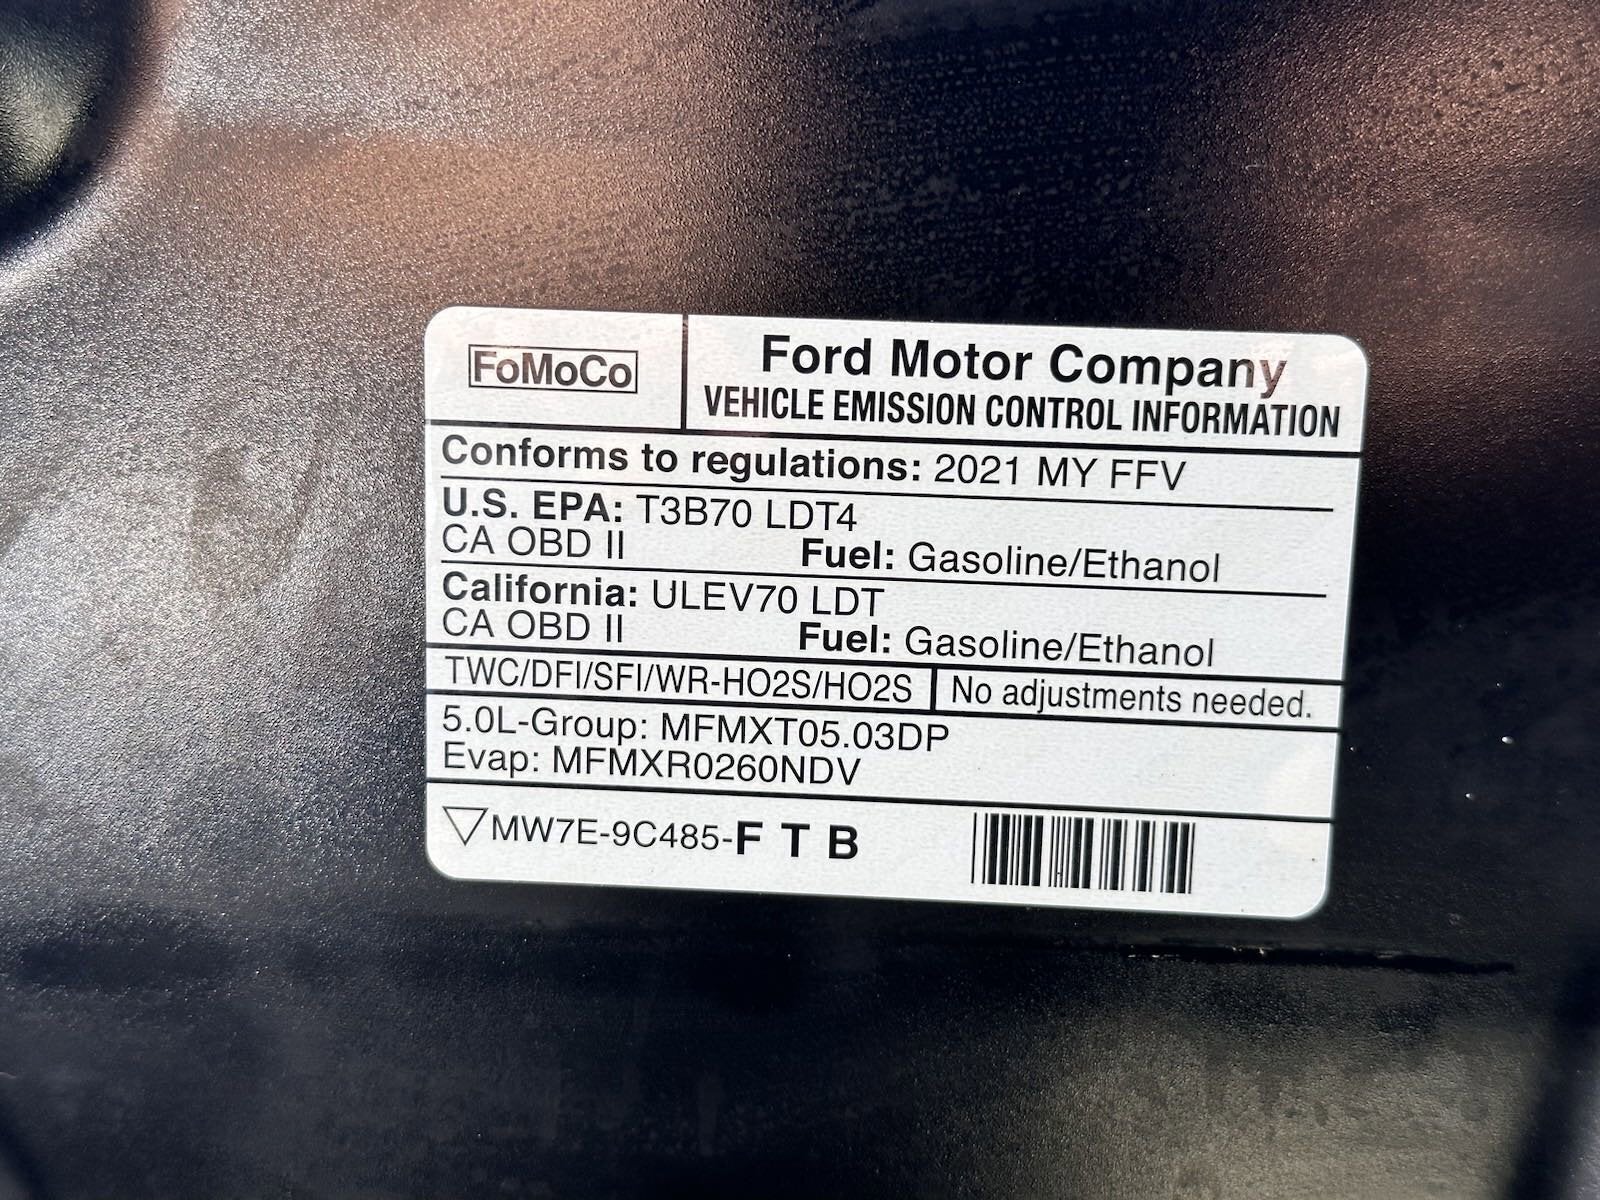 FoMoCo
Ford Motor Company
VEHICLE EMISSION CONTROL INFORMATION
Conforms to regulations: 2021 MY FFV
U.S. EPA: T3B70 LDT4
CA OBD II Fuel: Gasoline/Ethanol
California: ULEV70 LDT
CA OBD II Fuel: Gasoline/Ethanol
TWC/DFI/SFI/WR-HO2S/HO2S No adjustments needed.
5.0L-Group: MFMXT05.03DP
Evap: MFMXR0260NDV
MW7E-9C485-F T B